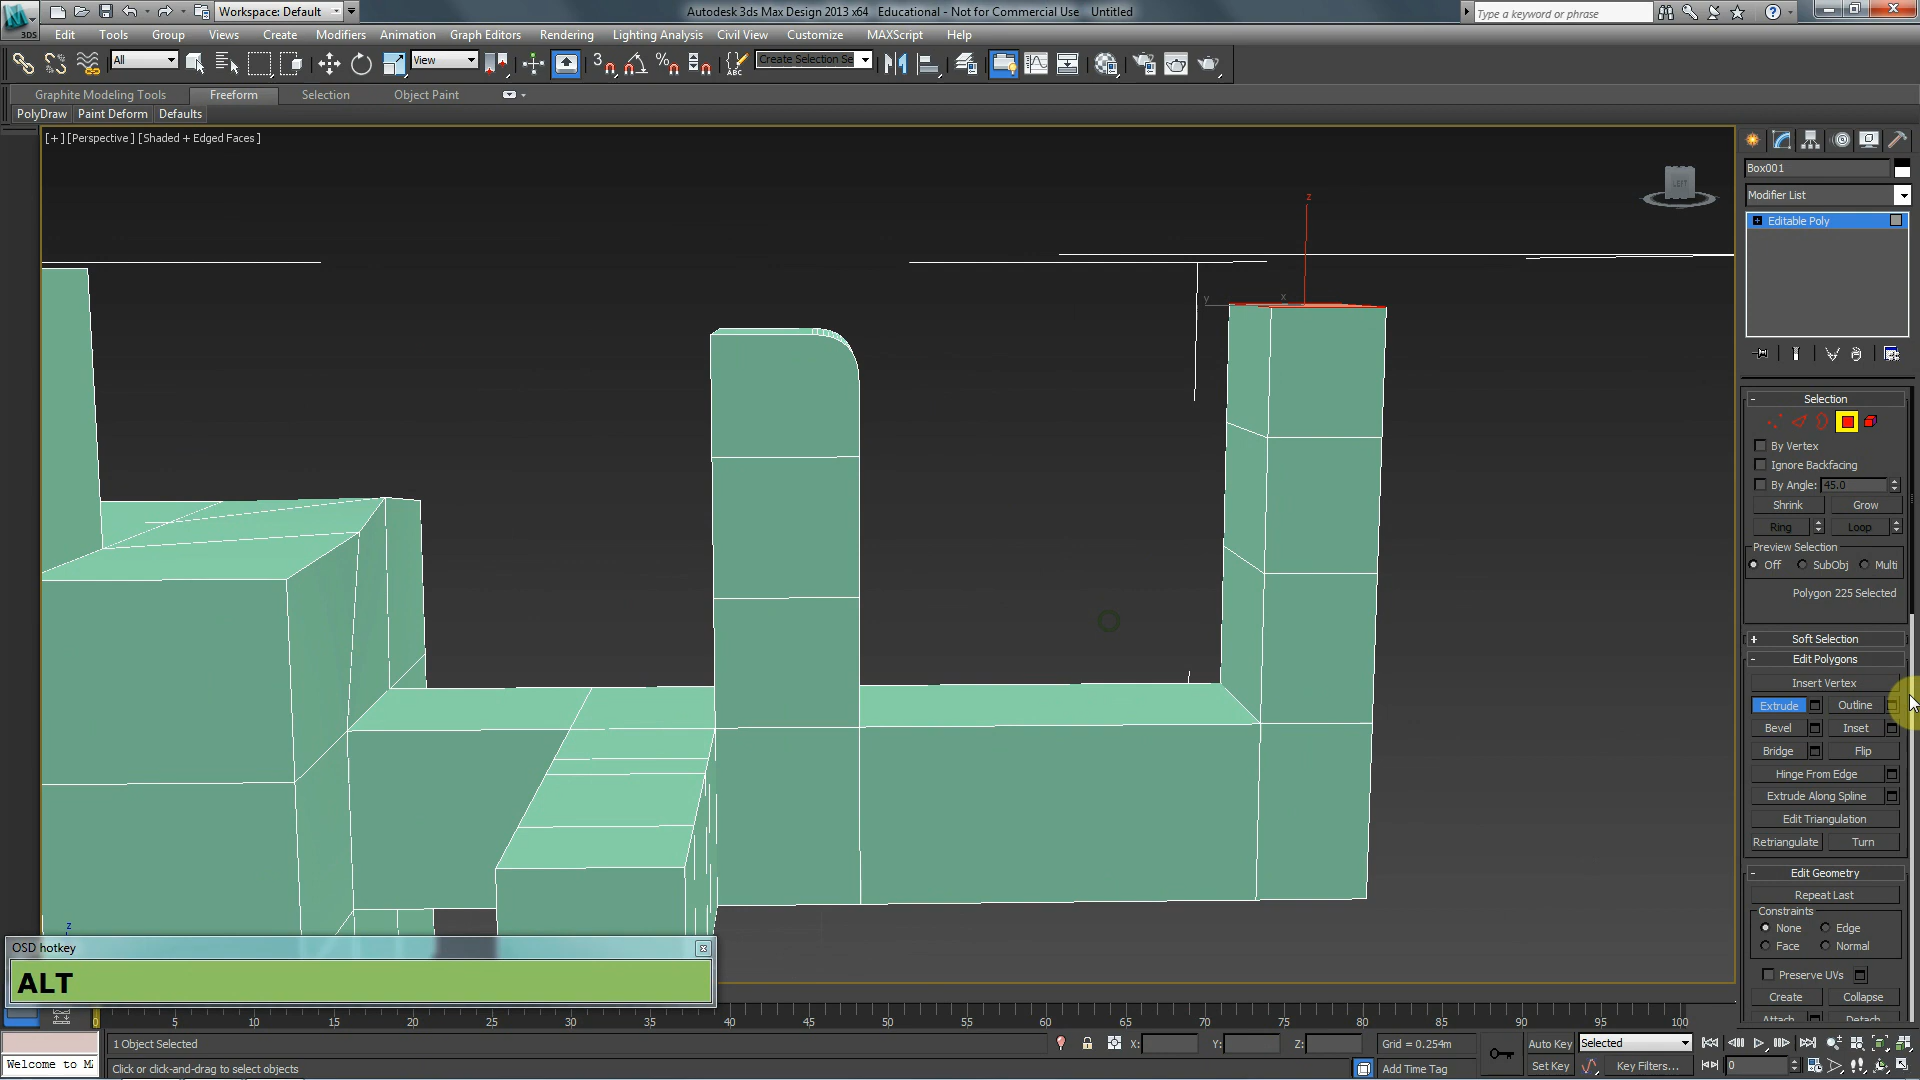 Workspace: Default
Autodesk 3ds Max Design 2013 x64   Educational - Not for Commercial Use   Untitled
Type a keyword or phrase
3DS
Edit Tools Group Views Create Modifiers Animation Graph Editors Rendering Lighting Analysis Civil View Customize MAXScript Help
All
View
3
Create Selection Se
ABC
Graphite Modeling Tools Freeform Selection Object Paint
PolyDraw Paint Deform Defaults
[+] [Perspective] [Shaded + Edged Faces]
LEFT
z
y
x
Box001
Modifier List
Editable Poly
Selection
By Vertex
Ignore Backfacing
By Angle: 45.0
Shrink Grow
Ring Loop
Preview Selection
Off SubObj Multi
Polygon 225 Selected
Soft Selection
Edit Polygons
Insert Vertex
Extrude Outline
Bevel Inset
Bridge Flip
Hinge From Edge
Extrude Along Spline
Edit Triangulation
Retriangulate Turn
Edit Geometry
Repeat Last
Constraints
None Edge
Face Normal
Preserve UVs
Create Collapse
Attach Detach
z
OSD hotkey
ALT
5 10 15 20 25 30 35 40 45 50 55 60 65 70 75 80 85 90 95 100
1 Object Selected
X: Y: Z: Grid = 0.254m
Auto Key Selected
Welcome to M
Click or click-and-drag to select objects
Add Time Tag
Set Key Key Filters...
0